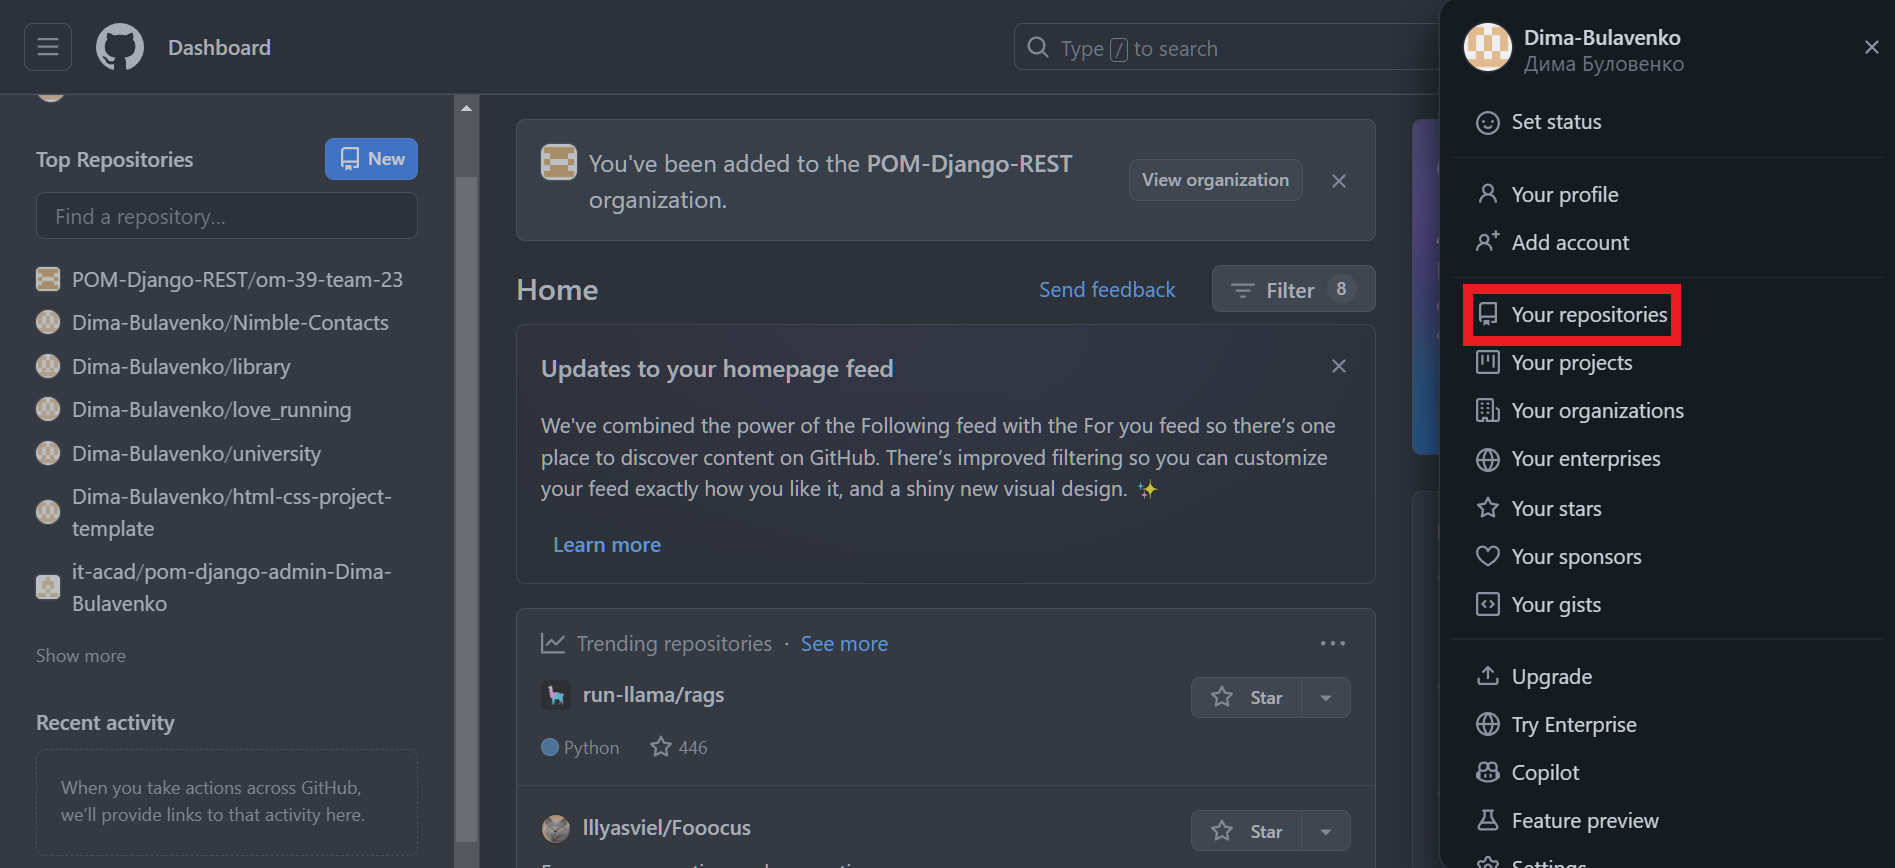 Dashboard
Type / to search
Top Repositories
New
Find a repository...
POM-Django-REST/om-39-team-23
Dima-Bulavenko/Nimble-Contacts
Dima-Bulavenko/library
Dima-Bulavenko/love_running
Dima-Bulavenko/university
Dima-Bulavenko/html-css-project-
template
it-acad/pom-django-admin-Dima-
Bulavenko
Show more
Recent activity
When you take actions across GitHub,
we’ll provide links to that activity here.
You've been added to the POM-Django-REST
organization.
View organization
Home
Send feedback
Filter 8
Updates to your homepage feed
We've combined the power of the Following feed with the For you feed so there’s one
place to discover content on GitHub. There’s improved filtering so you can customize
your feed exactly how you like it, and a shiny new visual design. ✨
Learn more
Trending repositories · See more
run-llama/rags
Star
Python 446
lllyasviel/Fooocus
Star
Dima-Bulavenko
Дима Буловенко
Set status
Your profile
Add account
Your repositories
Your projects
Your organizations
Your enterprises
Your stars
Your sponsors
Your gists
Upgrade
Try Enterprise
Copilot
Feature preview
Settings